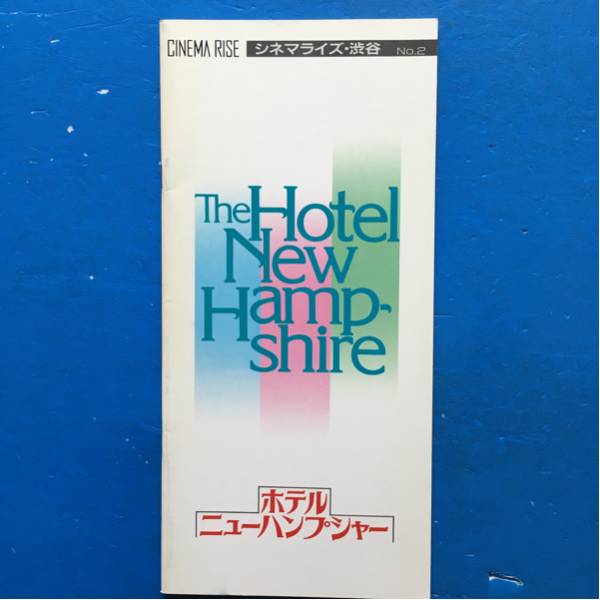 CINEMA RISE シネマライズ・渋谷 No.2
The Hotel
New
Hamp-
shire
ホテル
ニューハンプシャー